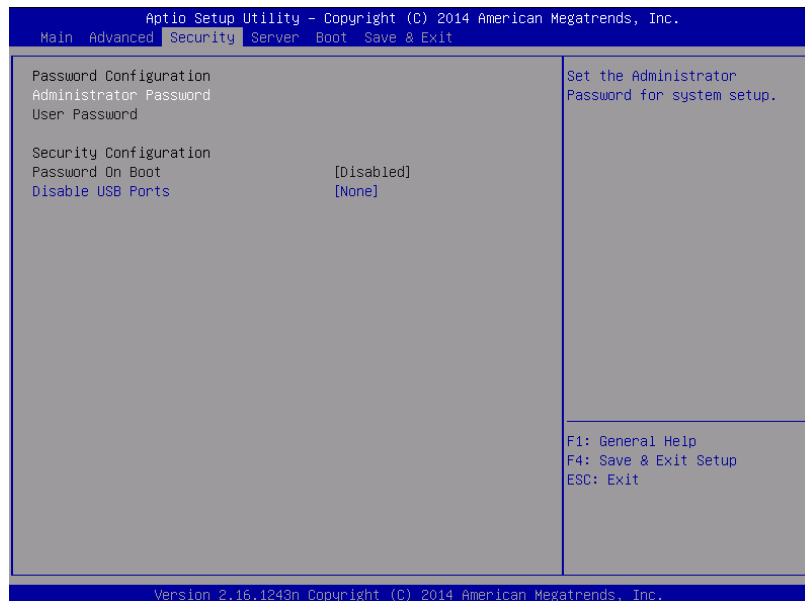 Aptio Setup Utility – Copyright (C) 2014 American Megatrends, Inc.
Main Advanced Security Server Boot Save & Exit
Password Configuration
Administrator Password
User Password
Security Configuration
Password On Boot [Disabled]
Disable USB Ports [None]
Set the Administrator
Password for system setup.
F1: General Help
F4: Save & Exit Setup
ESC: Exit
Version 2.16.1243n Copyright (C) 2014 American Megatrends, Inc.